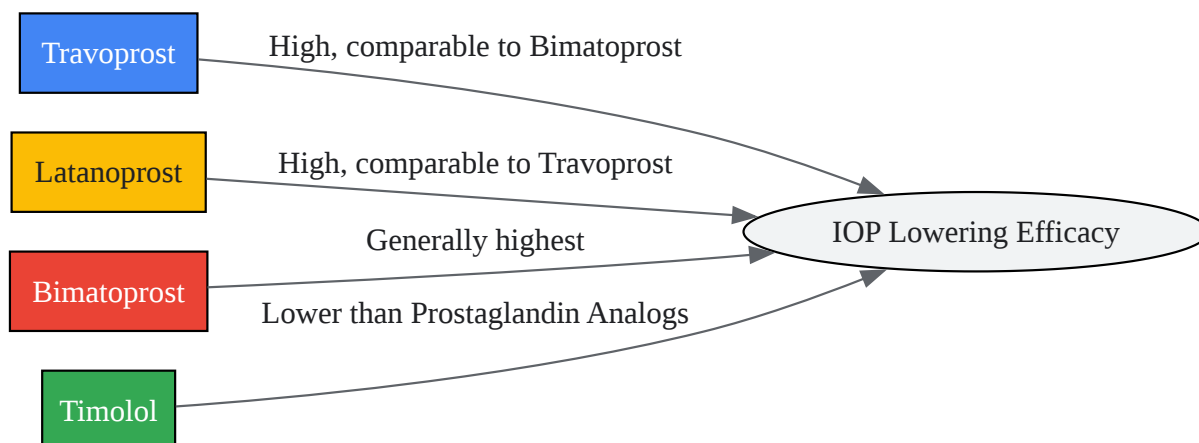 Travoprost
High, comparable to Bimatoprost
Latanoprost
High, comparable to Travoprost
IOP Lowering Efficacy
Generally highest
Bimatoprost
Lower than Prostaglandin Analogs
Timolol